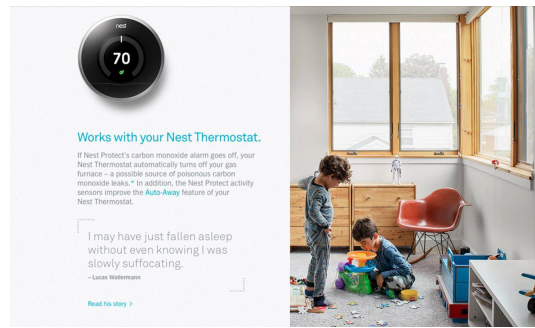 nest
70
Works with your Nest Thermostat.
If Nest Protect's carbon monoxide alarm goes off, your
Nest Thermostat automatically turns off your gas
furnace – a possible source of poisonous carbon
monoxide leaks.* In addition, the Nest Protect activity
sensors improve the Auto-Away feature of your
Nest Thermostat.
I may have just fallen asleep
without even knowing I was
slowly suffocating.
– Lucas Wollermann
Read his story >